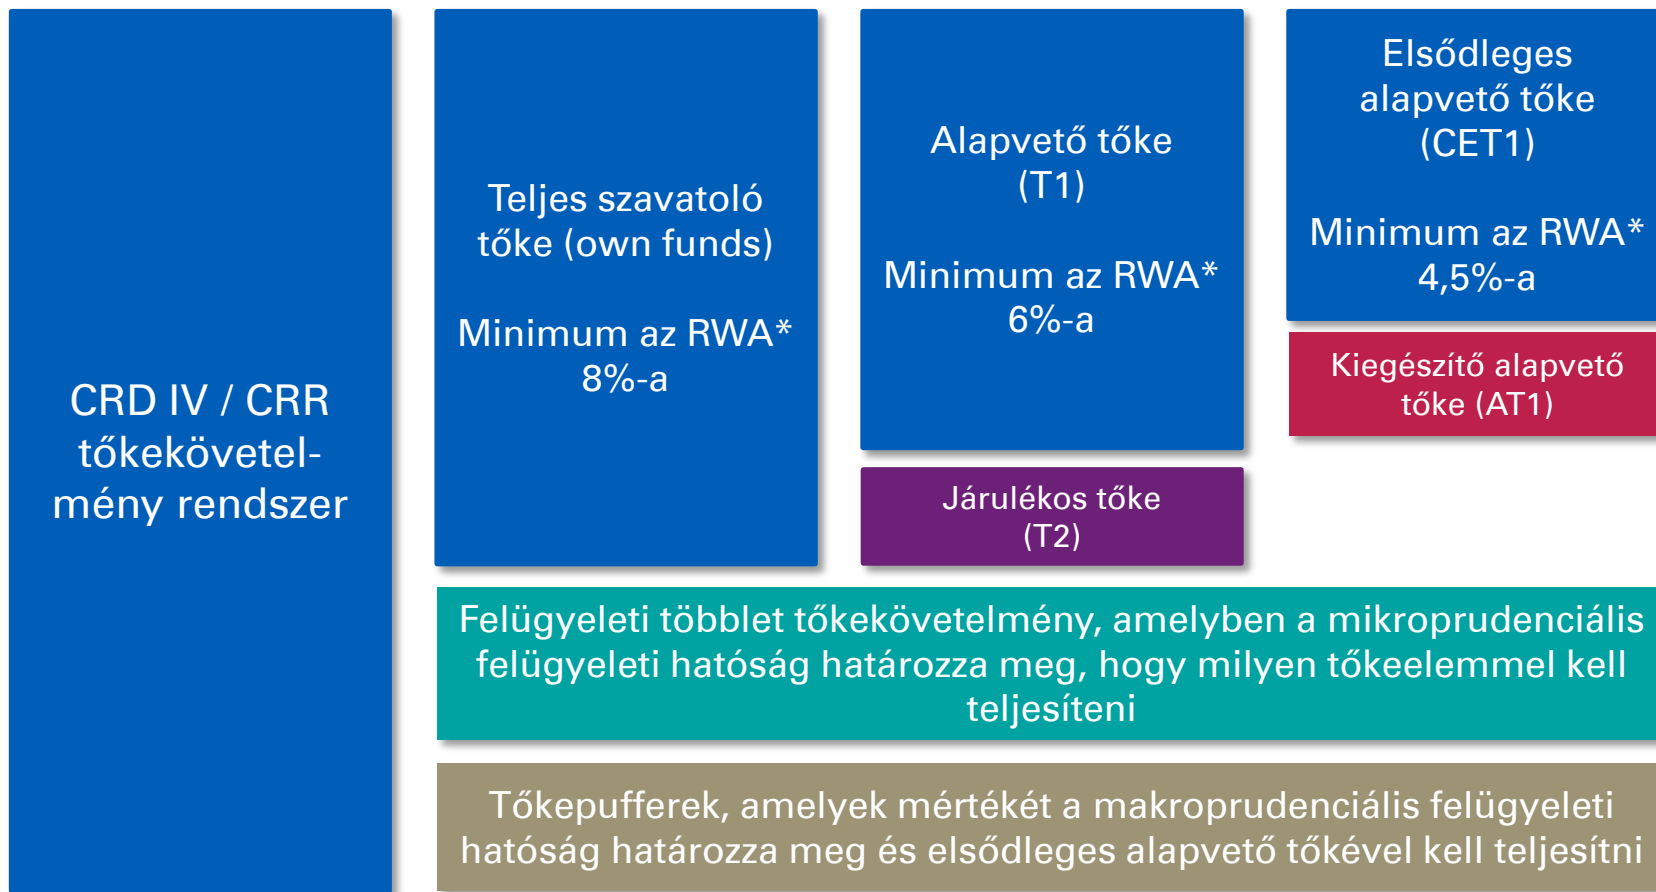 CRD IV / CRR
tőkekövetel-
mény rendszer
Teljes szavatoló
tőke (own funds)
Minimum az RWA*
8%-a
Alapvető tőke
(T1)
Minimum az RWA*
6%-a
Járulékos tőke
(T2)
Elsődleges
alapvető tőke
(CET1)
Minimum az RWA*
4,5%-a
Kiegészítő alapvető
tőke (AT1)
Felügyeleti többlet tőkekövetelmény, amelyben a mikroprudenciális
felügyeleti hatóság határozza meg, hogy milyen tőkeelemmel kell
teljesíteni
Tőkepufferek, amelyek mértékét a makroprudenciális felügyeleti
hatóság határozza meg és elsődleges alapvető tőkével kell teljesítni